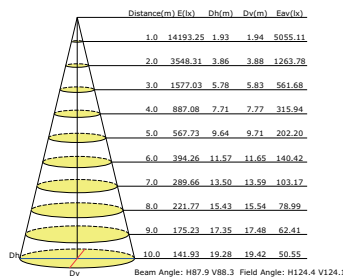 Distance(m) E(lx) Dh(m) Dv(m) Eav(lx)
1.0 14193.25 1.93 1.94 5055.11
2.0 3548.31 3.86 3.88 1263.78
3.0 1577.03 5.78 5.83 561.68
4.0 887.08 7.71 7.77 315.94
5.0 567.73 9.64 9.71 202.20
6.0 394.26 11.57 11.65 140.42
7.0 289.66 13.50 13.59 103.17
8.0 221.77 15.43 15.54 78.99
9.0 175.23 17.35 17.48 62.41
10.0 141.93 19.28 19.42 50.55
Dh
Dv
Beam Angle: H87.9 V88.3 Field Angle: H124.4 V124.1